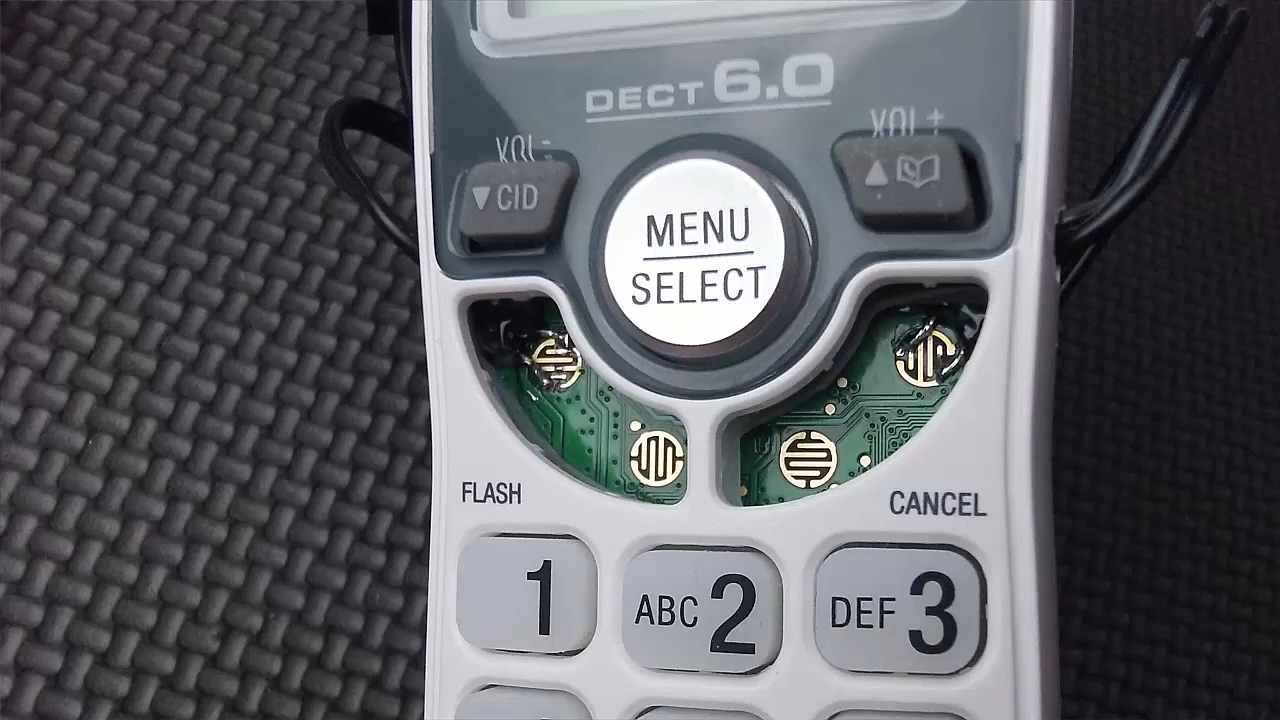 DECT 6.0
VOL -
VOL +
▼ CID
▲
MENU
SELECT
FLASH
CANCEL
1
ABC 2
DEF 3